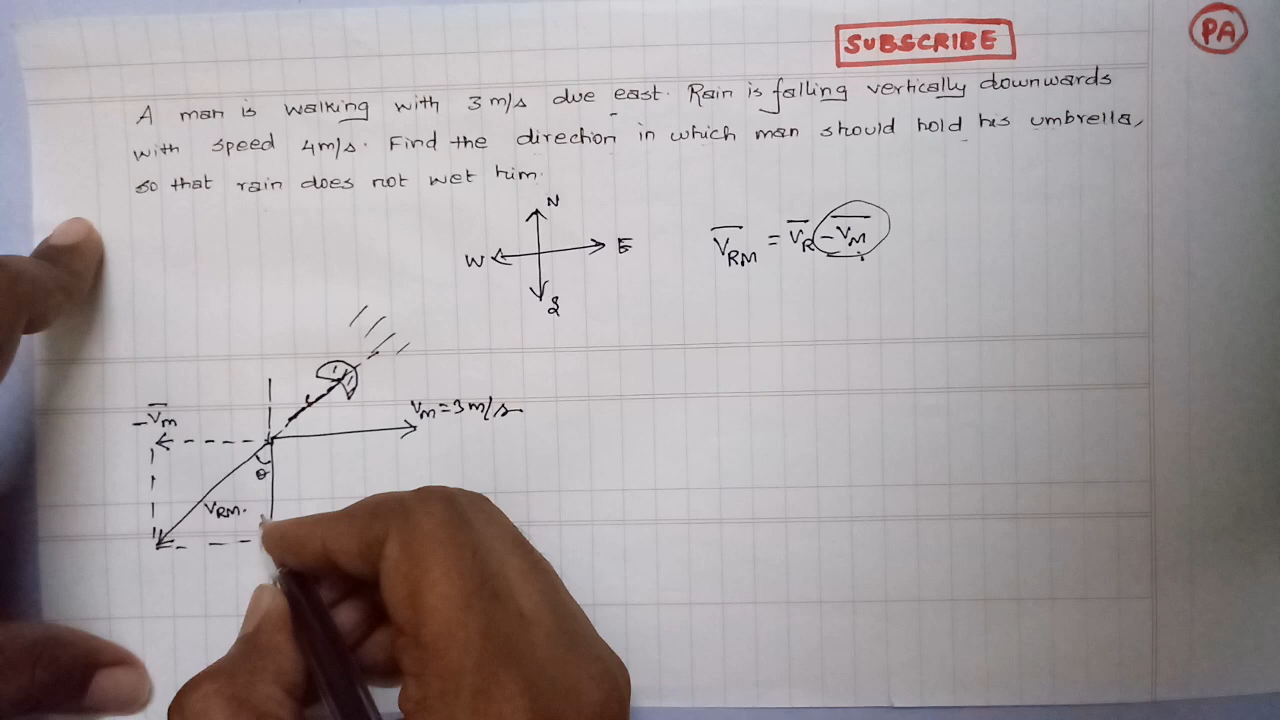 SUBSCRIBE
PA
A man is walking with 3 m/s due east. Rain is falling vertically downwards
with speed 4m/s. Find the direction in which man should hold his umbrella,
so that rain does not wet him.
N
W
E
S
V̅RM = V̅R - V̅M
-V̅m
Vm = 3 m/s
θ
VRM.